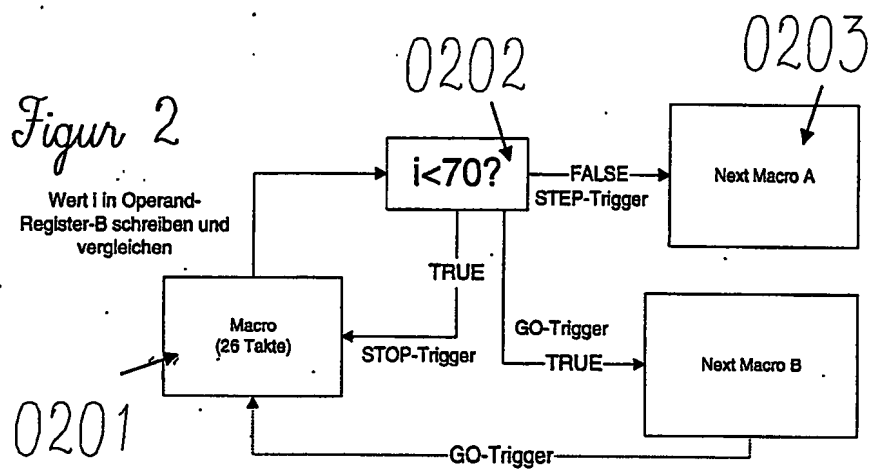 0203
0202
Figur 2
i<70?
FALSE
STEP-Trigger
Next Macro A
Wert i in Operand-
Register-B schreiben und
vergleichen
TRUE
Macro
(26 Takte)
STOP-Trigger
GO-Trigger
TRUE
Next Macro B
0201
GO-Trigger